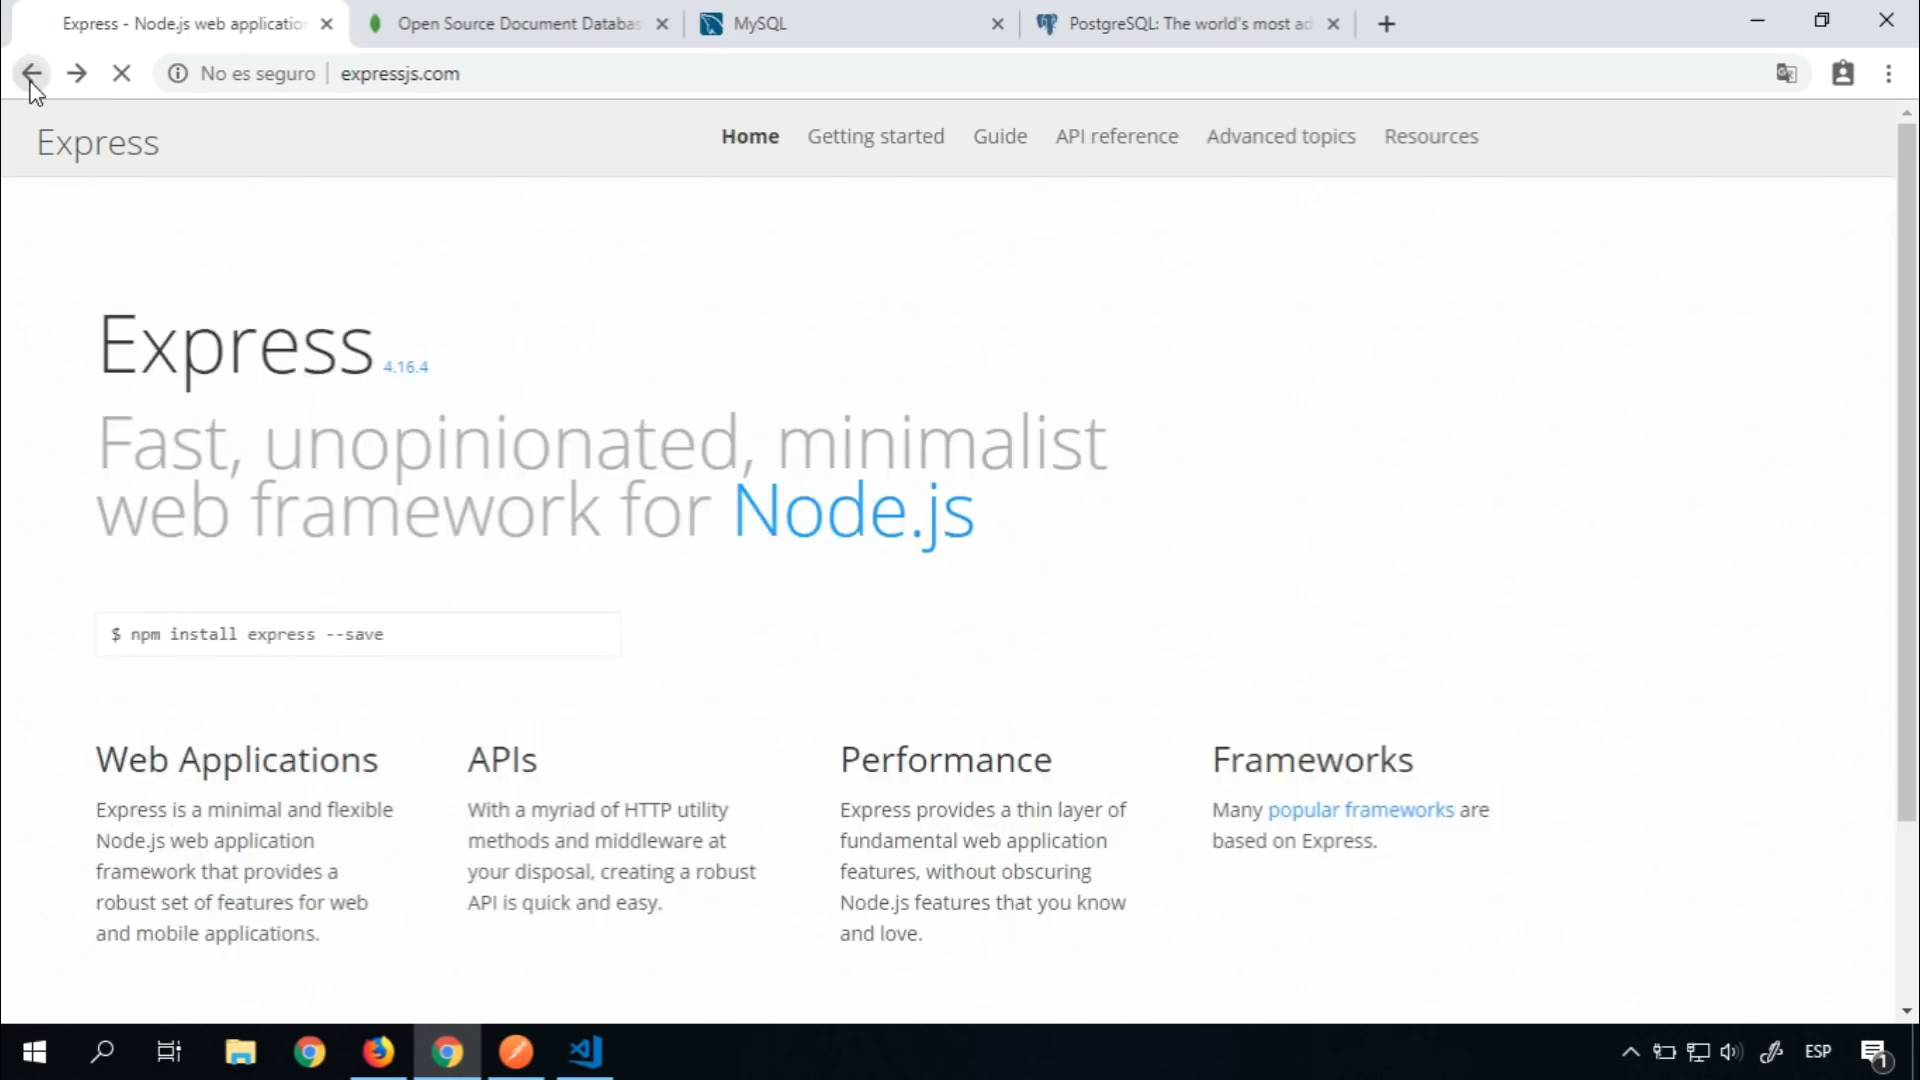 Express - Node.js web application
Open Source Document Databas
MySQL
PostgreSQL: The world's most ad
No es seguro
expressjs.com
Express
Home
Getting started
Guide
API reference
Advanced topics
Resources
Express 4.16.4
Fast, unopinionated, minimalist
web framework for Node.js
$ npm install express --save
Web Applications
Express is a minimal and flexible
Node.js web application
framework that provides a
robust set of features for web
and mobile applications.
APIs
With a myriad of HTTP utility
methods and middleware at
your disposal, creating a robust
API is quick and easy.
Performance
Express provides a thin layer of
fundamental web application
features, without obscuring
Node.js features that you know
and love.
Frameworks
Many popular frameworks are
based on Express.
ESP
1